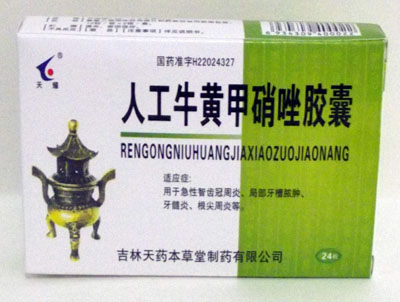 天爆
国药准字H22024327
人工牛黄甲硝唑胶囊
RENGONGNIUHUANGJIAXIAOZUOJIAONANG
适应症:
用于急性智齿冠周炎、局部牙槽脓肿、
牙髓炎、根尖周炎等。
吉林天药本草堂制药有限公司
24粒